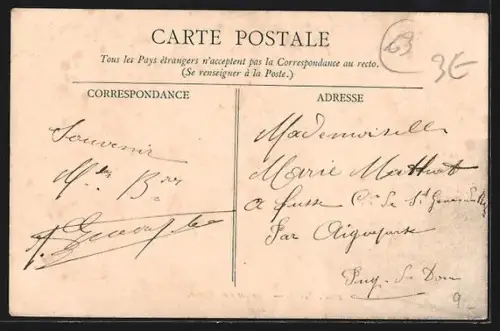 CARTE POSTALE
Tous les Pays étrangers n'acceptent pas la Correspondance au recto.
(Se renseigner à la Poste.)
63
3€
CORRESPONDANCE
ADRESSE
Souvenir
Mademoiselle
Marie
a
Par Aigueperse
Puy-de-Dôme
9.-